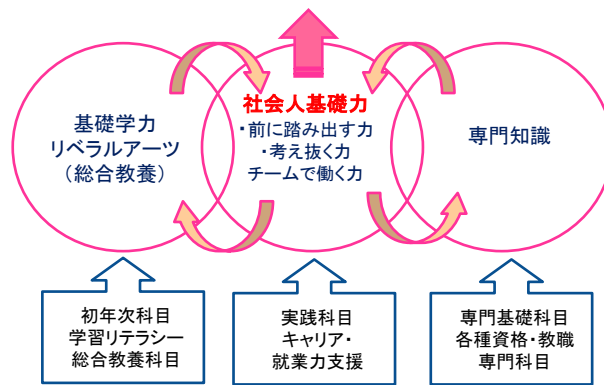 基礎学力
リベラルアーツ
（総合教養）
社会人基礎力
・前に踏み出す力
・考え抜く力
チームで働く力
専門知識
初年次科目
学習リテラシー
総合教養科目
実践科目
キャリア・
就業力支援
専門基礎科目
各種資格・教職
専門科目